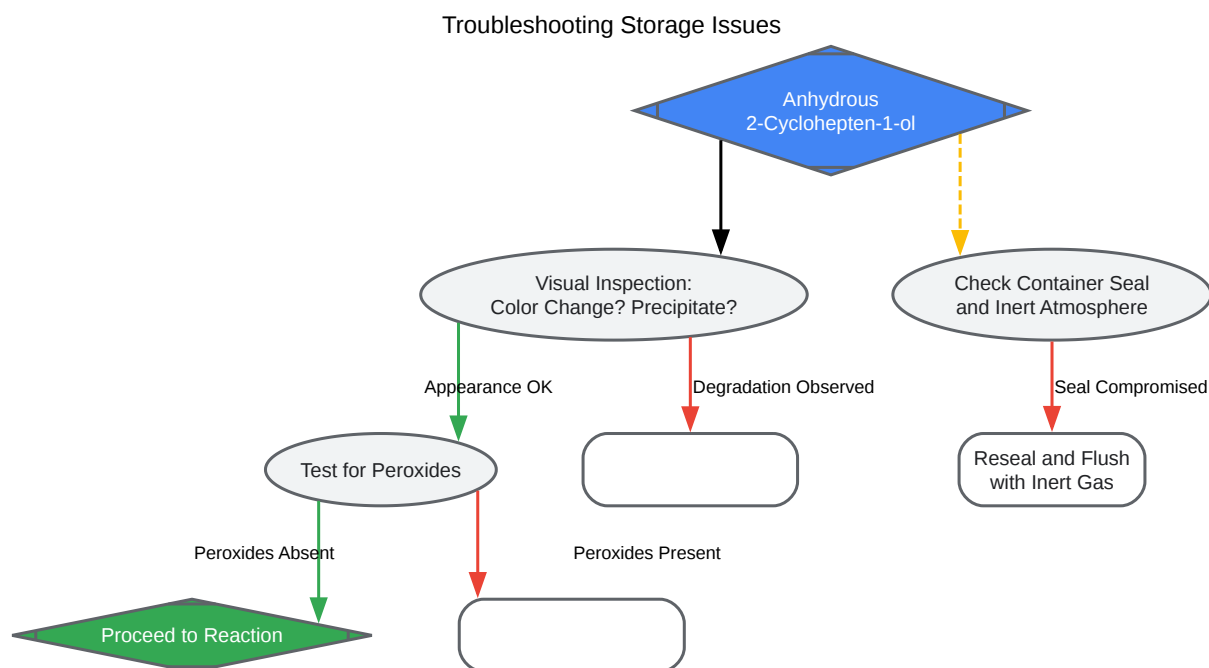 Troubleshooting Storage Issues
Anhydrous
2-Cyclohepten-1-ol
Visual Inspection:
Color Change? Precipitate?
Check Container Seal
and Inert Atmosphere
Appearance OK
Degradation Observed
Seal Compromised
Test for Peroxides
Reseal and Flush
with Inert Gas
Peroxides Absent
Peroxides Present
Proceed to Reaction